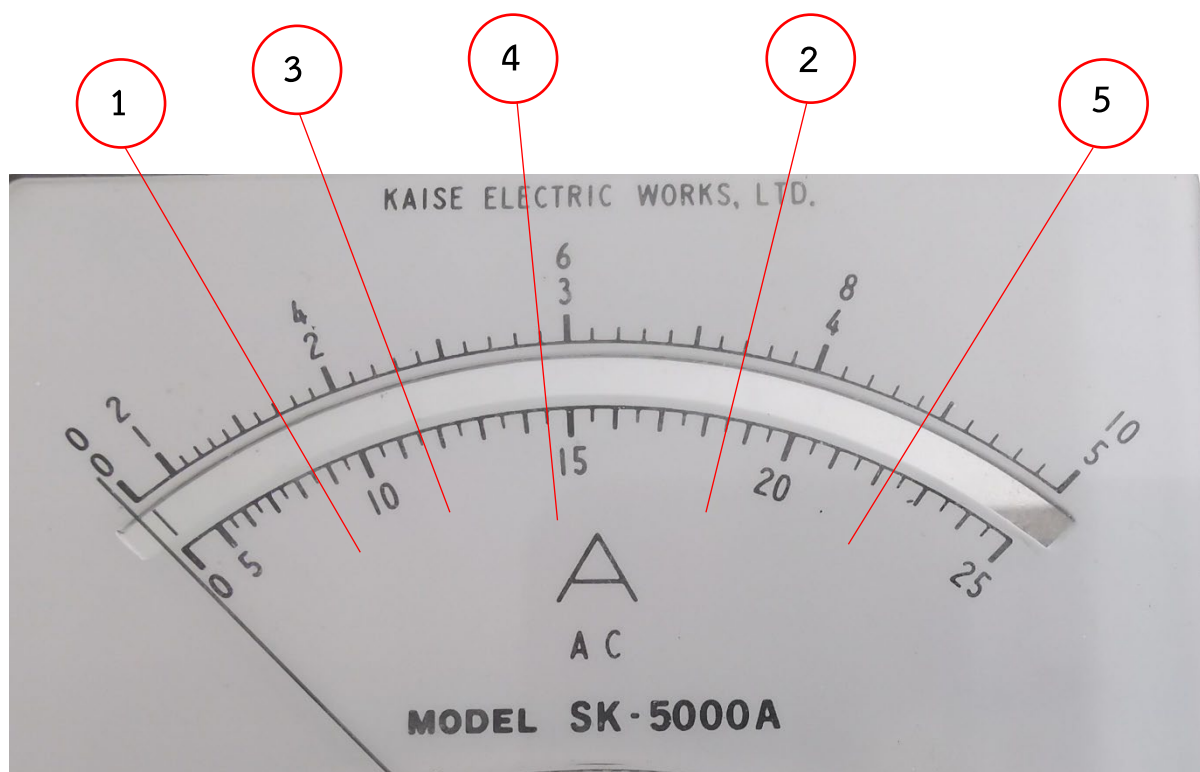 1 3 4 2 5
KAISE ELECTRIC WORKS, LTD.
0 2 4 6 8 10
0 1 2 3 4 5
0 5 10 15 20 25
A
AC
MODEL SK-5000A